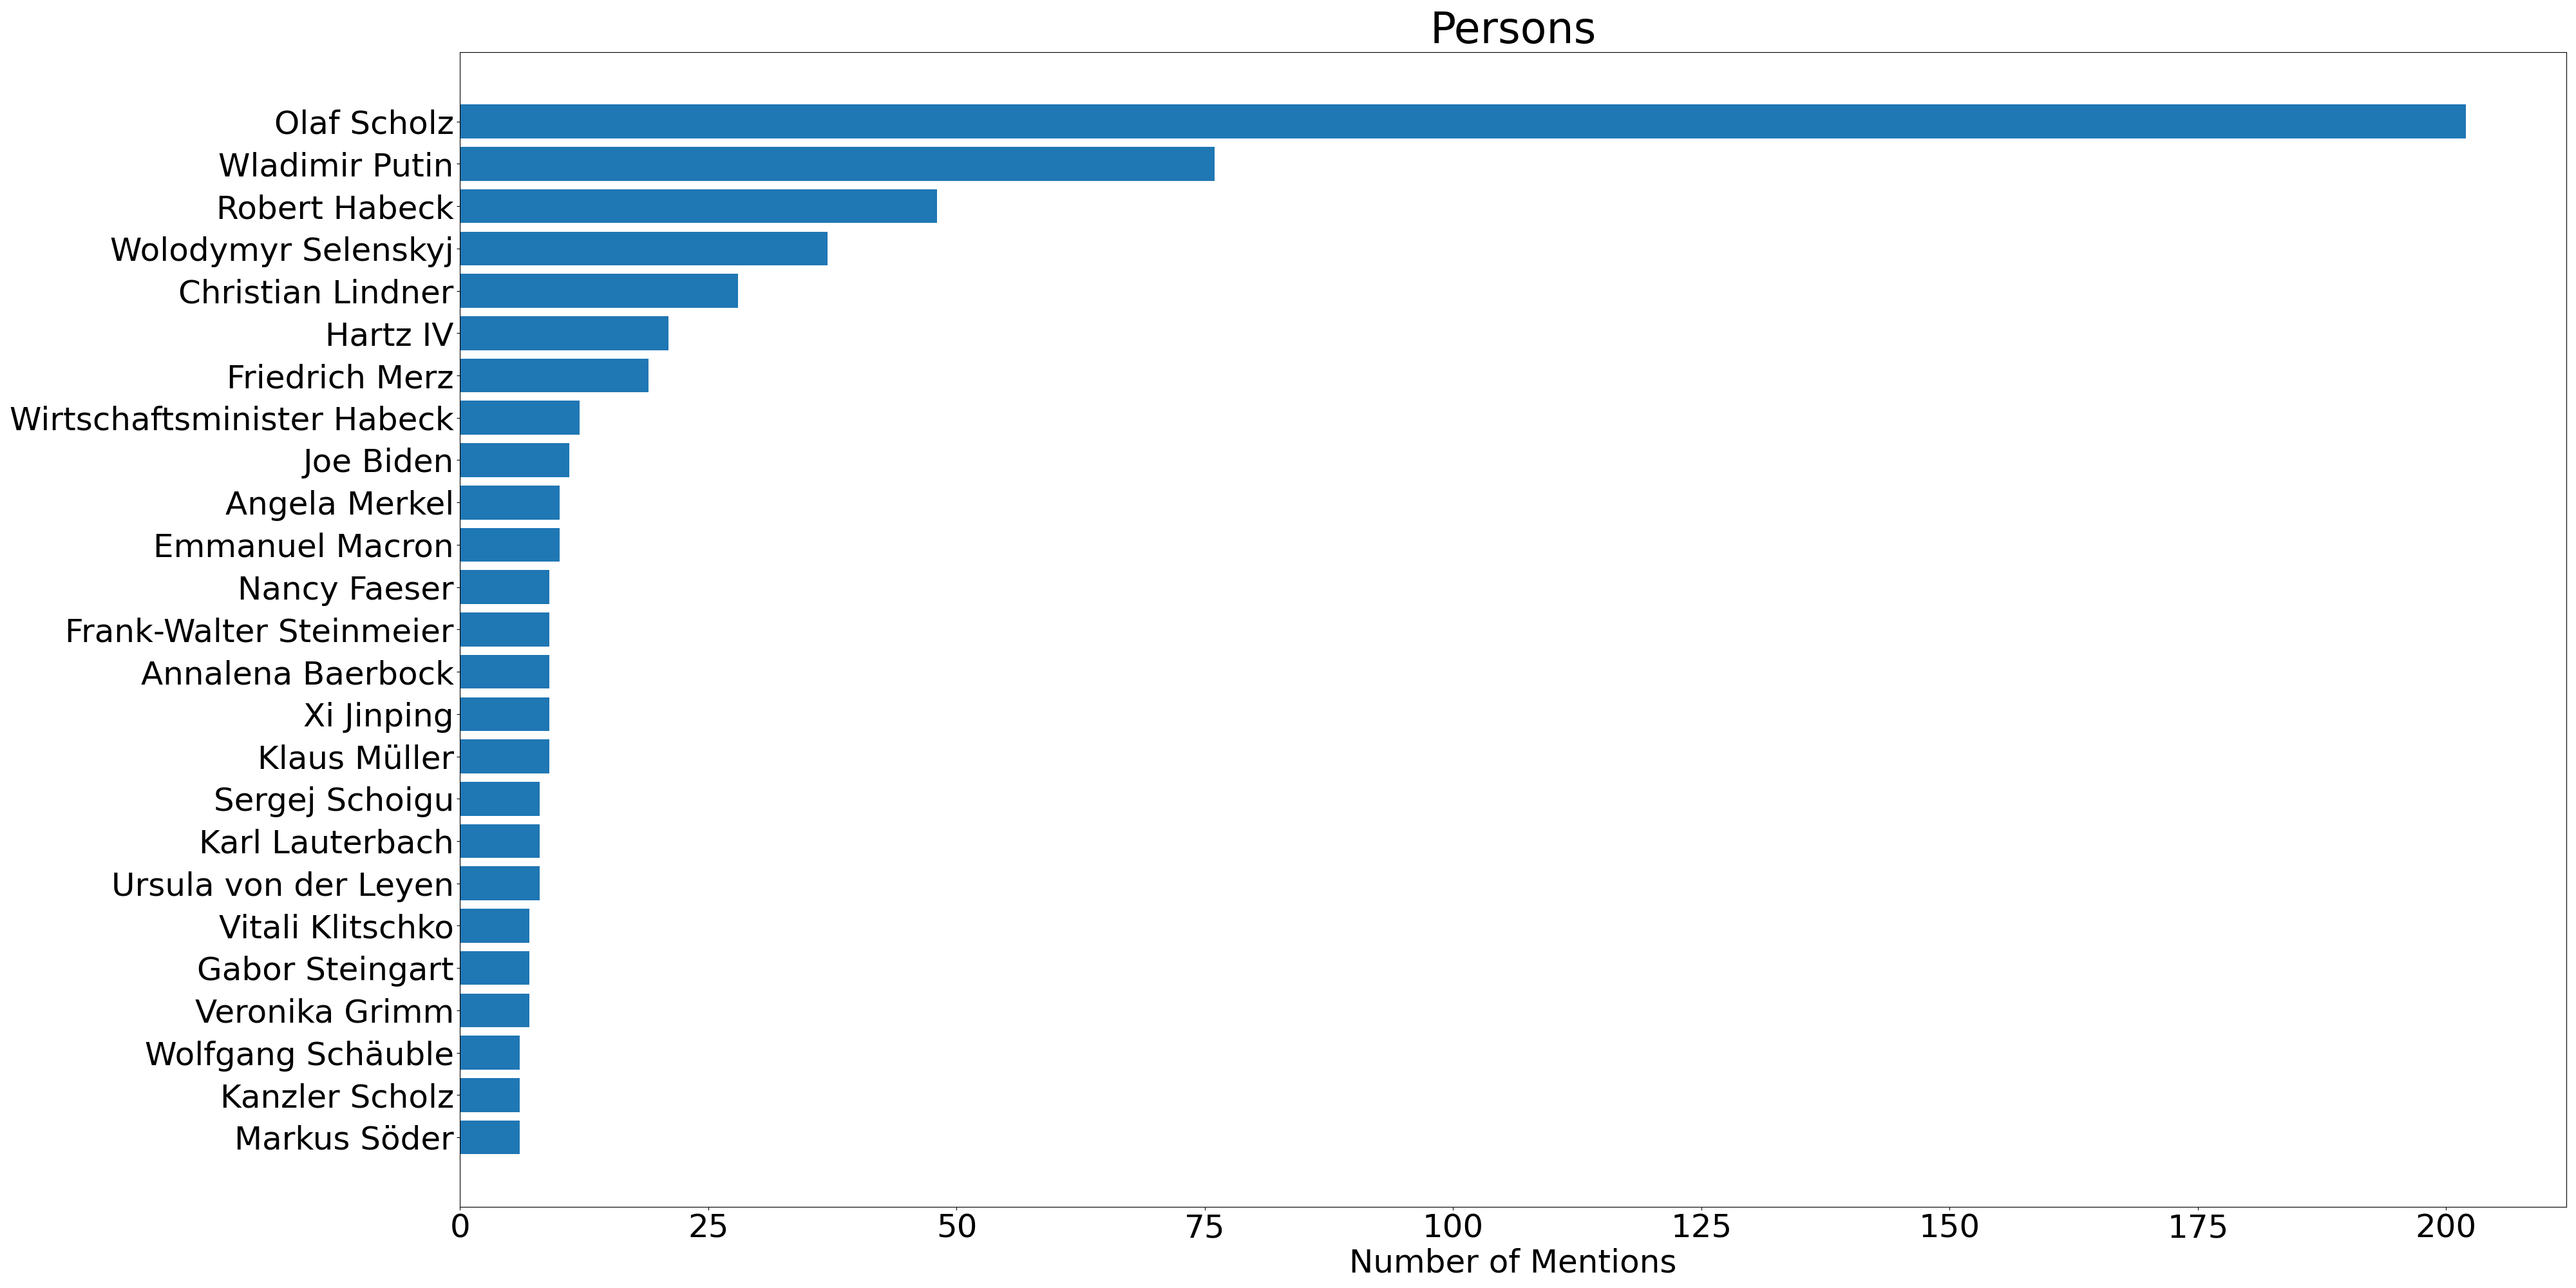 Persons
Olaf Scholz
Wladimir Putin
Robert Habeck
Wolodymyr Selenskyj
Christian Lindner
Hartz IV
Friedrich Merz
Wirtschaftsminister Habeck
Joe Biden
Angela Merkel
Emmanuel Macron
Nancy Faeser
Frank-Walter Steinmeier
Annalena Baerbock
Xi Jinping
Klaus Müller
Sergej Schoigu
Karl Lauterbach
Ursula von der Leyen
Vitali Klitschko
Gabor Steingart
Veronika Grimm
Wolfgang Schäuble
Kanzler Scholz
Markus Söder
0 25 50 75 100 125 150 175 200
Number of Mentions